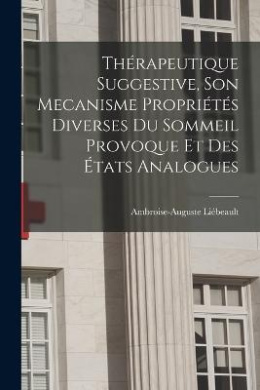 Thérapeutique
Suggestive, Son
Mecanisme Propriétés
Diverses Du Sommeil
Provoque Et Des
États Analogues
Ambroise-Auguste Liébeault